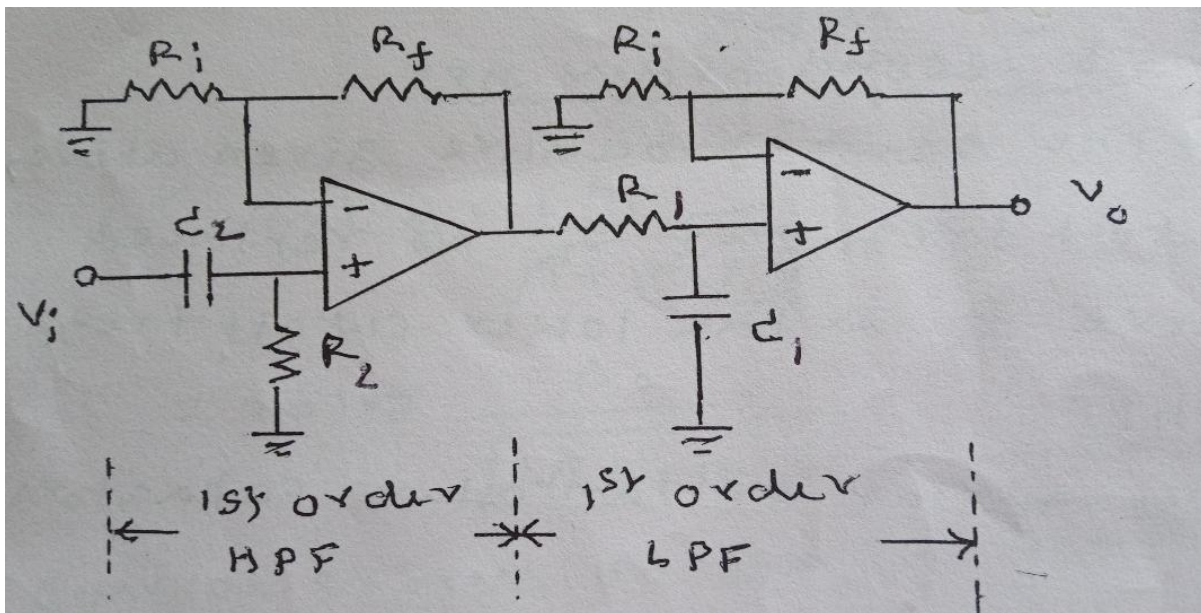 Ri Rf Ri Rf
R1 Vo
C2
Vi
R2 C1
1st order 1st order
HPF LPF